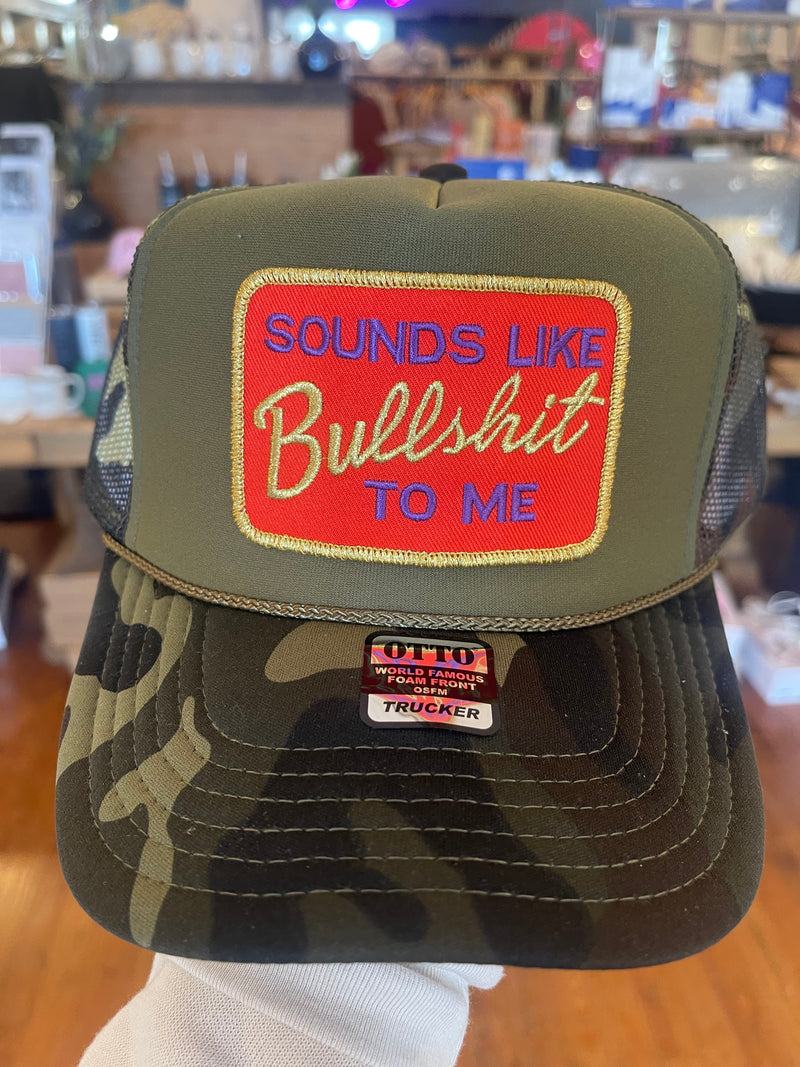 SOUNDS LIKE
Bullshit
TO ME
OTTO
WORLD FAMOUS
FOAM FRONT
OSFM
TRUCKER